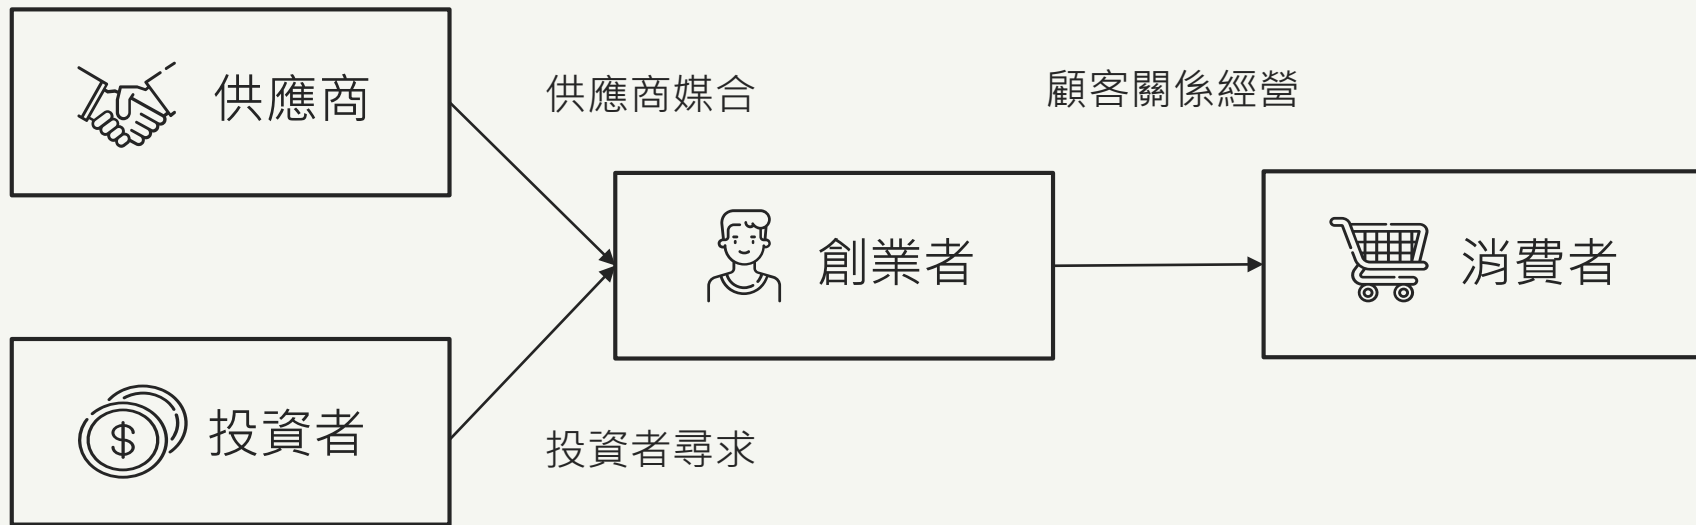 供應商
供應商媒合
顧客關係經營
創業者
消費者
投資者
投資者尋求